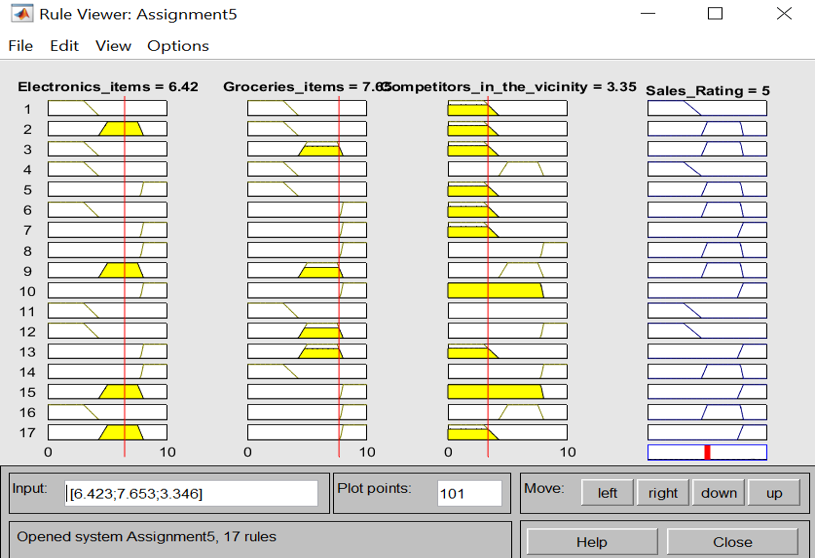 Rule Viewer: Assignment5
File Edit View Options
Electronics_items = 6.42 Groceries_items = 7.65 Competitors_in_the_vicinity = 3.35 Sales_Rating = 5
1
2
3
4
5
6
7
8
9
10
11
12
13
14
15
16
17
0 10 0 10 0 10
Input: [6.423;7.653;3.346] Plot points: 101 Move: left right down up
Opened system Assignment5, 17 rules Help Close